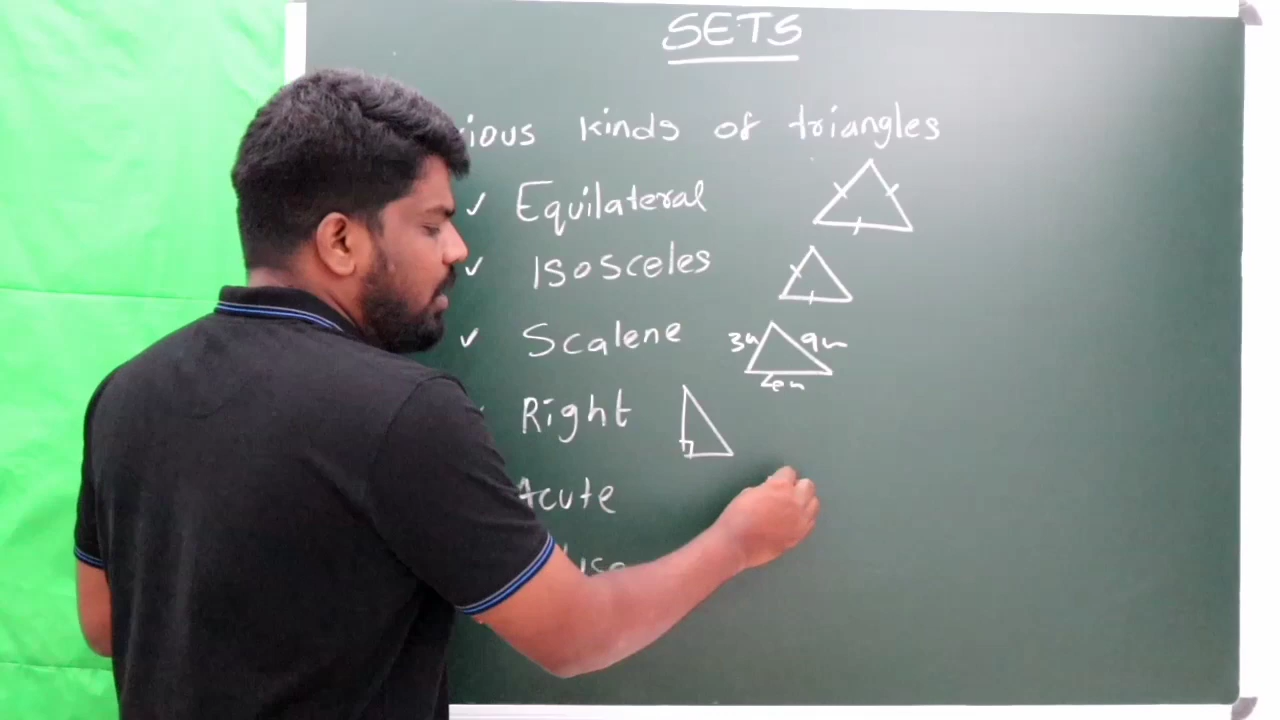 SETS
ious kinds of triangles
✓ Equilateral
✓ Isosceles
✓ Scalene
Right
Acute